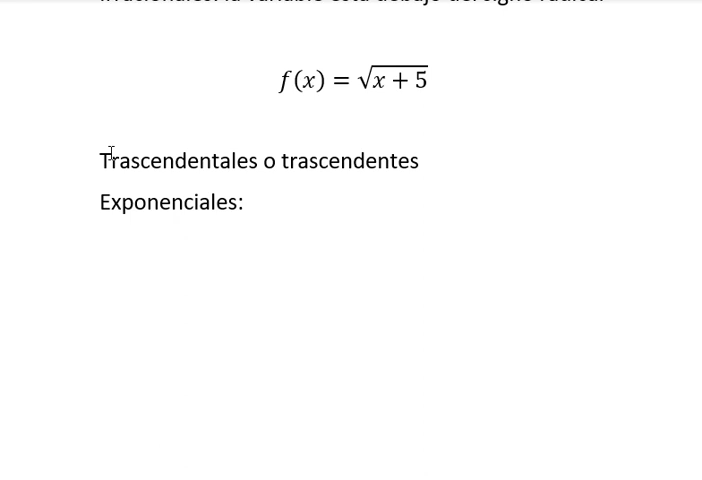 f(x) = √x + 5
Trascendentales o trascendentes
Exponenciales: